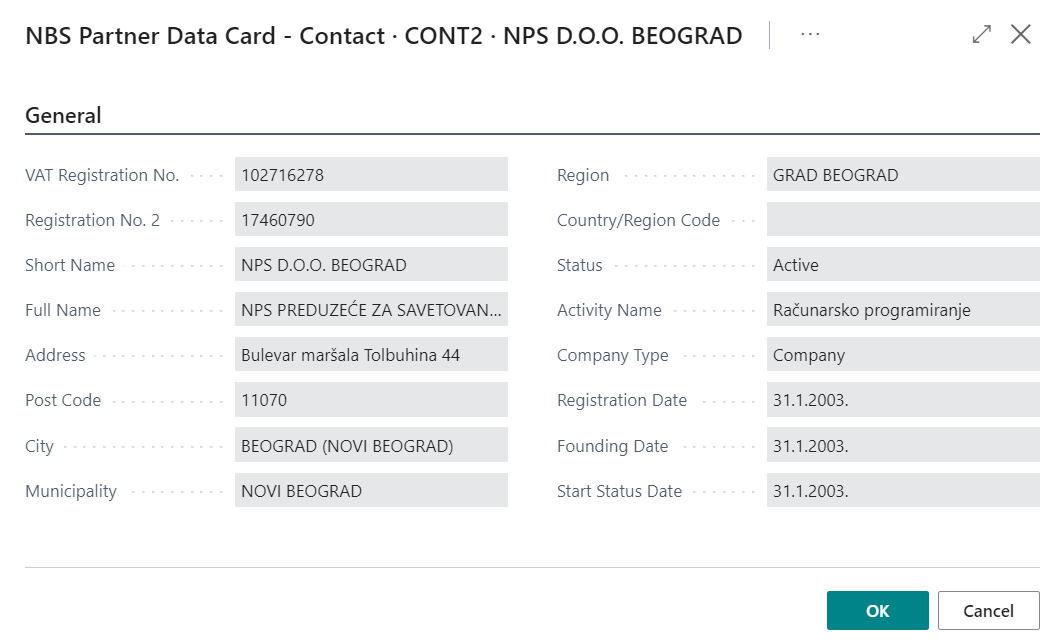 NBS Partner Data Card - Contact · CONT2 · NPS D.O.O. BEOGRAD
General
VAT Registration No. 102716278
Registration No. 2 17460790
Short Name NPS D.O.O. BEOGRAD
Full Name NPS PREDUZEĆE ZA SAVETOVAN...
Address Bulevar maršala Tolbuhina 44
Post Code 11070
City BEOGRAD (NOVI BEOGRAD)
Municipality NOVI BEOGRAD
Region GRAD BEOGRAD
Country/Region Code
Status Active
Activity Name Računarsko programiranje
Company Type Company
Registration Date 31.1.2003.
Founding Date 31.1.2003.
Start Status Date 31.1.2003.
OK Cancel